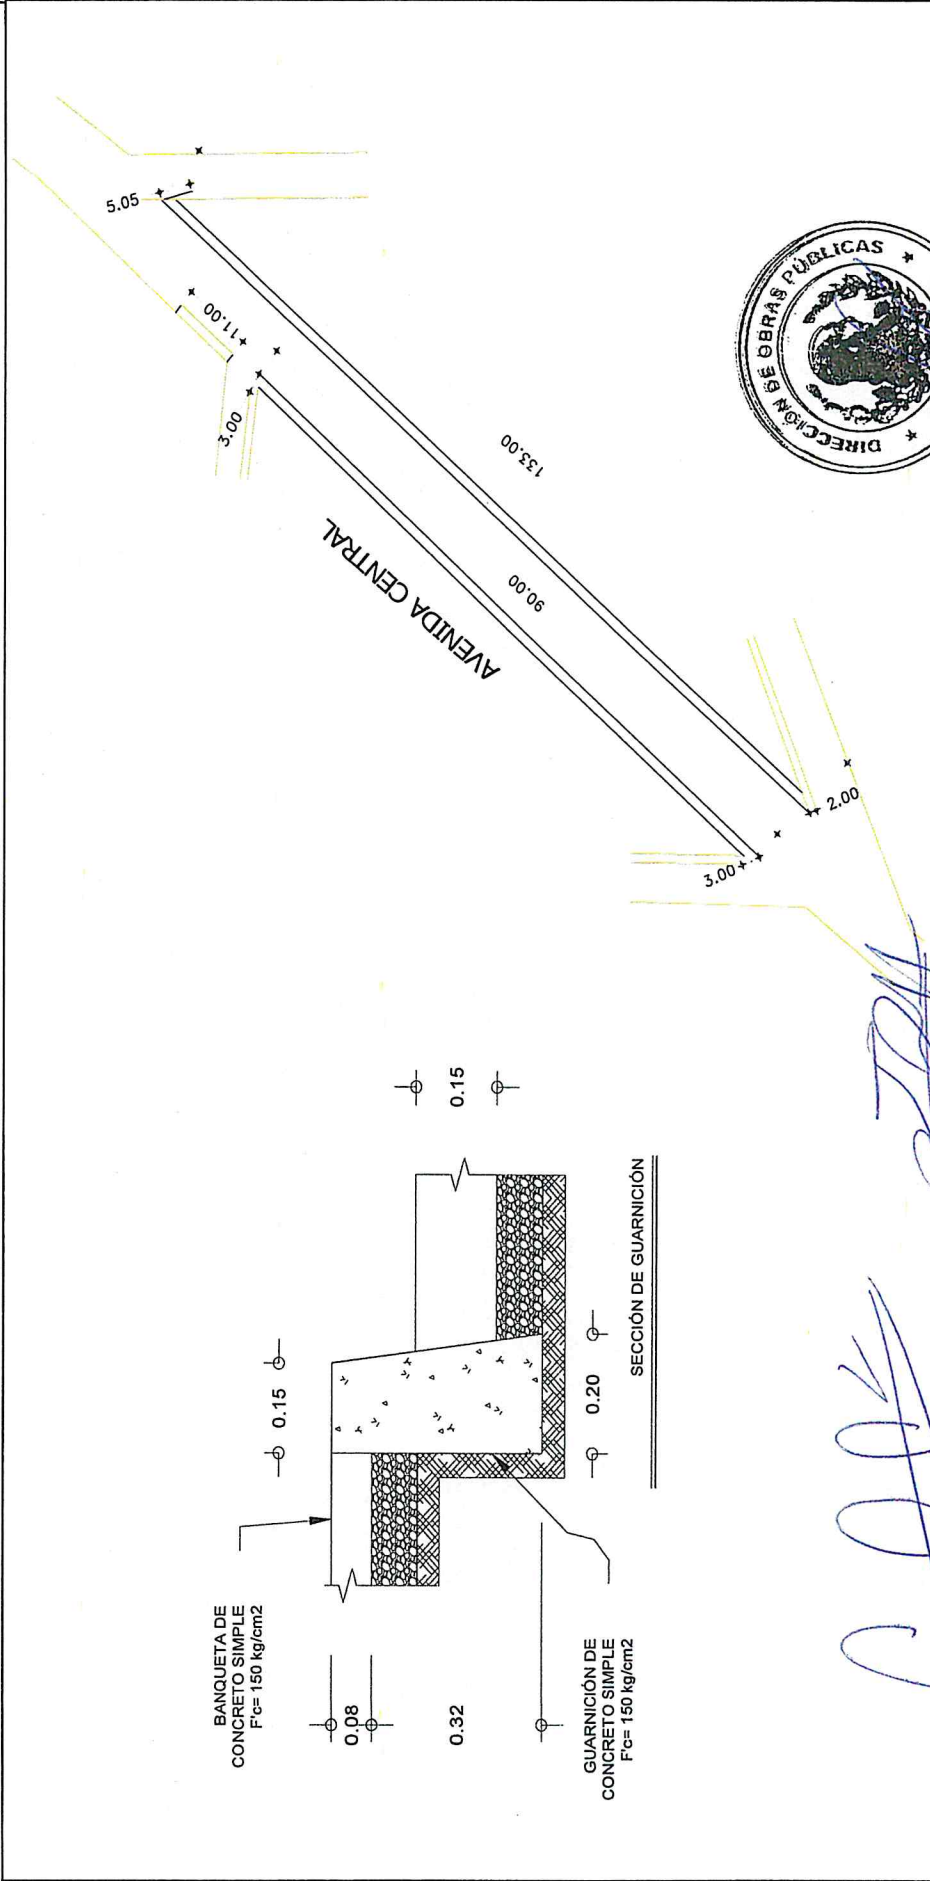 BANQUETA DE
CONCRETO SIMPLE
F'c= 150 kg/cm2
0.08
0.32
0.15
0.20
0.15
GUARNICIÓN DE
CONCRETO SIMPLE
F'c= 150 kg/cm2
SECCIÓN DE GUARNICIÓN
5.05
11.00
3.00
AVENIDA CENTRAL
133.00
90.00
3.00
2.00
DIRECCIÓN DE OBRAS PÚBLICAS